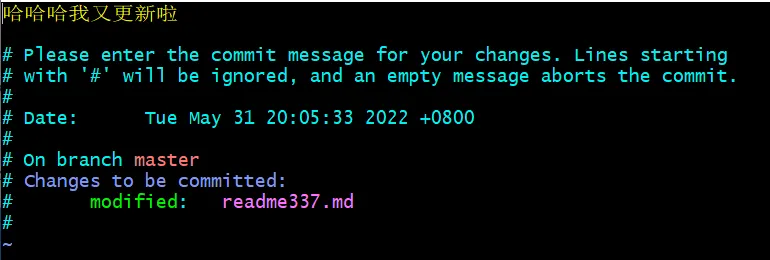 哈哈哈我又更新啦
# Please enter the commit message for your changes. Lines starting
# with '#' will be ignored, and an empty message aborts the commit.
#
# Date:      Tue May 31 20:05:33 2022 +0800
#
# On branch master
# Changes to be committed:
#       modified:   readme337.md
#
~